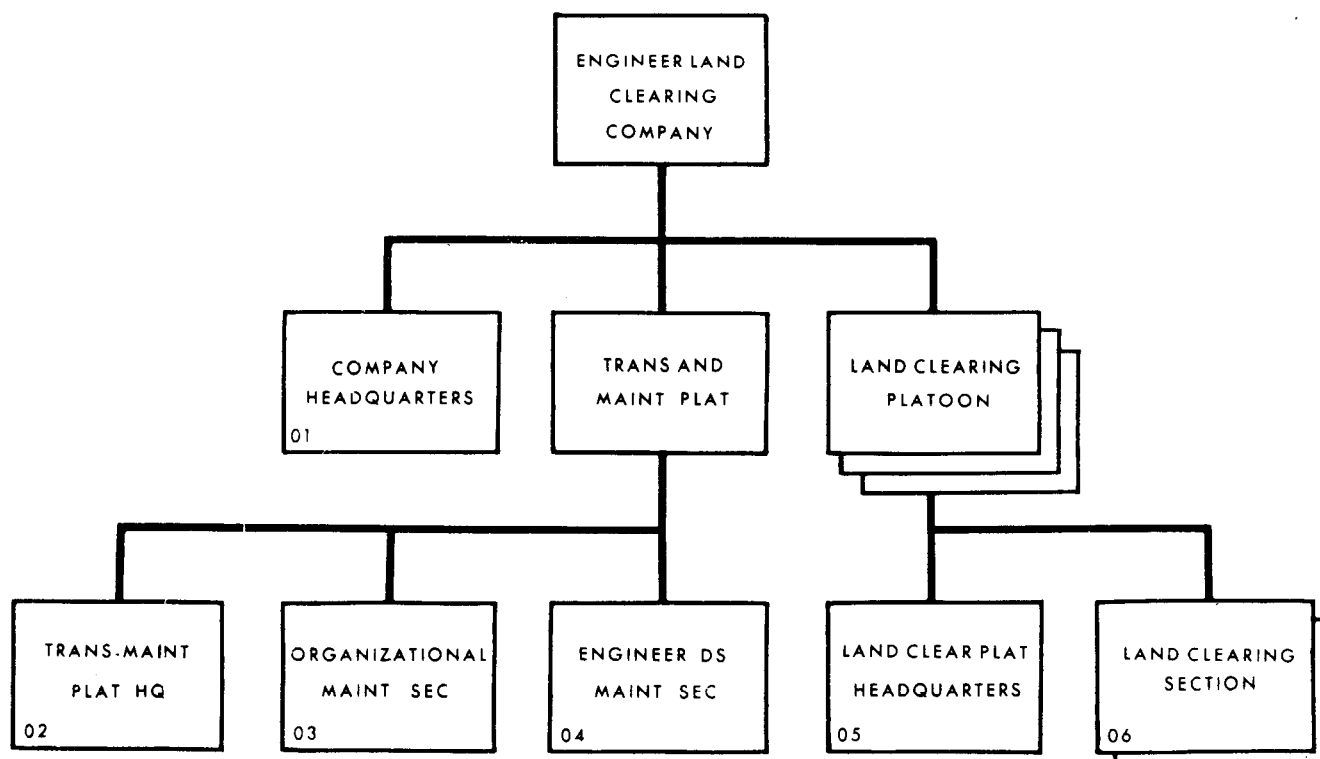 ENGINEER LAND
CLEARING
COMPANY
COMPANY
HEADQUARTERS
01
TRANS AND
MAINT PLAT
LAND CLEARING
PLATOON
TRANS-MAINT
PLAT HQ
02
ORGANIZATIONAL
MAINT SEC
03
ENGINEER DS
MAINT SEC
04
LAND CLEAR PLAT
HEADQUARTERS
05
LAND CLEARING
SECTION
06